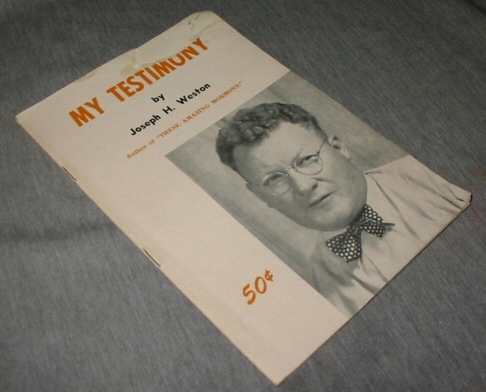 MY TESTIMONY
by
Joseph H. Weston
Author of "THESE AMAZING MORMONS!"
50¢